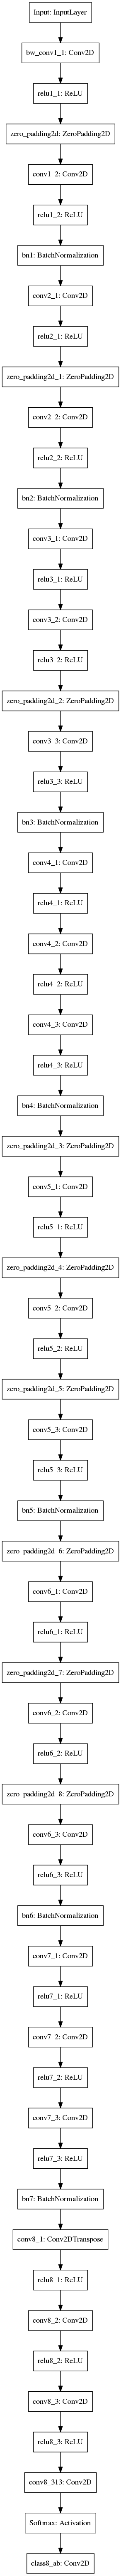 Input: InputLayer
bw_conv1_1: Conv2D
relu1_1: ReLU
zero_padding2d: ZeroPadding2D
conv1_2: Conv2D
relu1_2: ReLU
bn1: BatchNormalization
conv2_1: Conv2D
relu2_1: ReLU
zero_padding2d_1: ZeroPadding2D
conv2_2: Conv2D
relu2_2: ReLU
bn2: BatchNormalization
conv3_1: Conv2D
relu3_1: ReLU
conv3_2: Conv2D
relu3_2: ReLU
zero_padding2d_2: ZeroPadding2D
conv3_3: Conv2D
relu3_3: ReLU
bn3: BatchNormalization
conv4_1: Conv2D
relu4_1: ReLU
conv4_2: Conv2D
relu4_2: ReLU
conv4_3: Conv2D
relu4_3: ReLU
bn4: BatchNormalization
zero_padding2d_3: ZeroPadding2D
conv5_1: Conv2D
relu5_1: ReLU
zero_padding2d_4: ZeroPadding2D
conv5_2: Conv2D
relu5_2: ReLU
zero_padding2d_5: ZeroPadding2D
conv5_3: Conv2D
relu5_3: ReLU
bn5: BatchNormalization
zero_padding2d_6: ZeroPadding2D
conv6_1: Conv2D
relu6_1: ReLU
zero_padding2d_7: ZeroPadding2D
conv6_2: Conv2D
relu6_2: ReLU
zero_padding2d_8: ZeroPadding2D
conv6_3: Conv2D
relu6_3: ReLU
bn6: BatchNormalization
conv7_1: Conv2D
relu7_1: ReLU
conv7_2: Conv2D
relu7_2: ReLU
conv7_3: Conv2D
relu7_3: ReLU
bn7: BatchNormalization
conv8_1: Conv2DTranspose
relu8_1: ReLU
conv8_2: Conv2D
relu8_2: ReLU
conv8_3: Conv2D
relu8_3: ReLU
conv8_313: Conv2D
Softmax: Activation
class8_ab: Conv2D